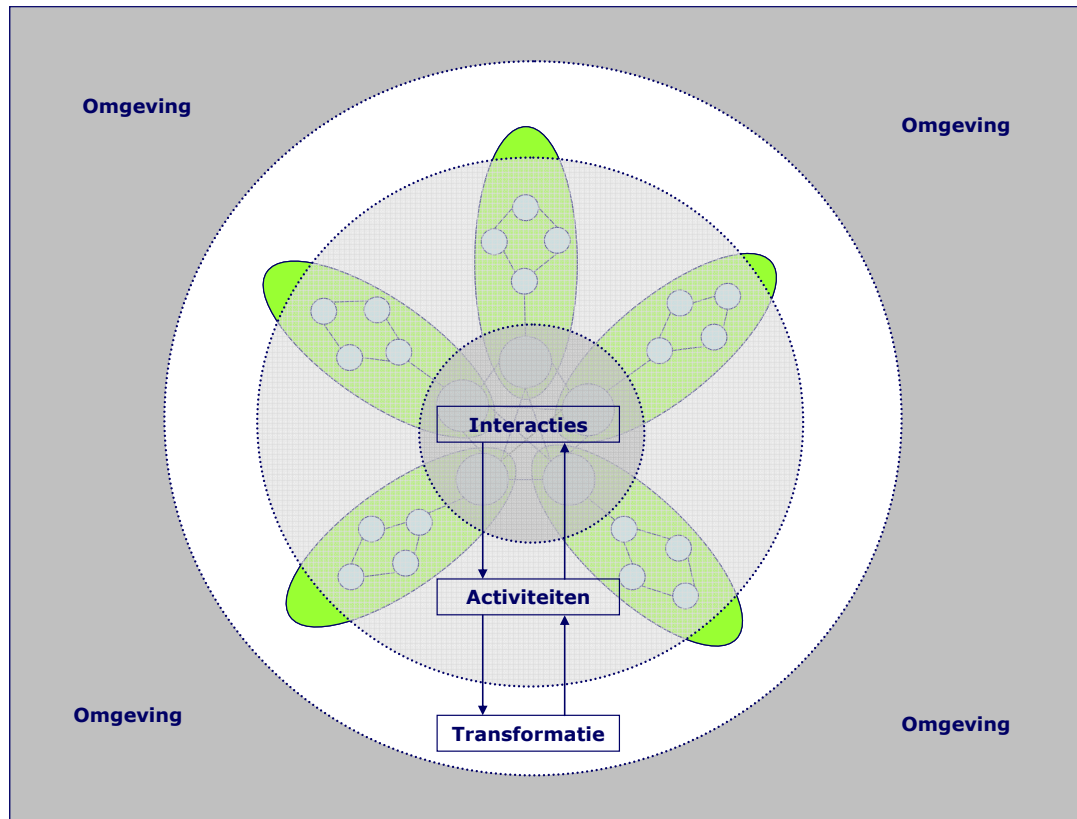 Omgeving
Omgeving
Interacties
Activiteiten
Omgeving
Omgeving
Transformatie